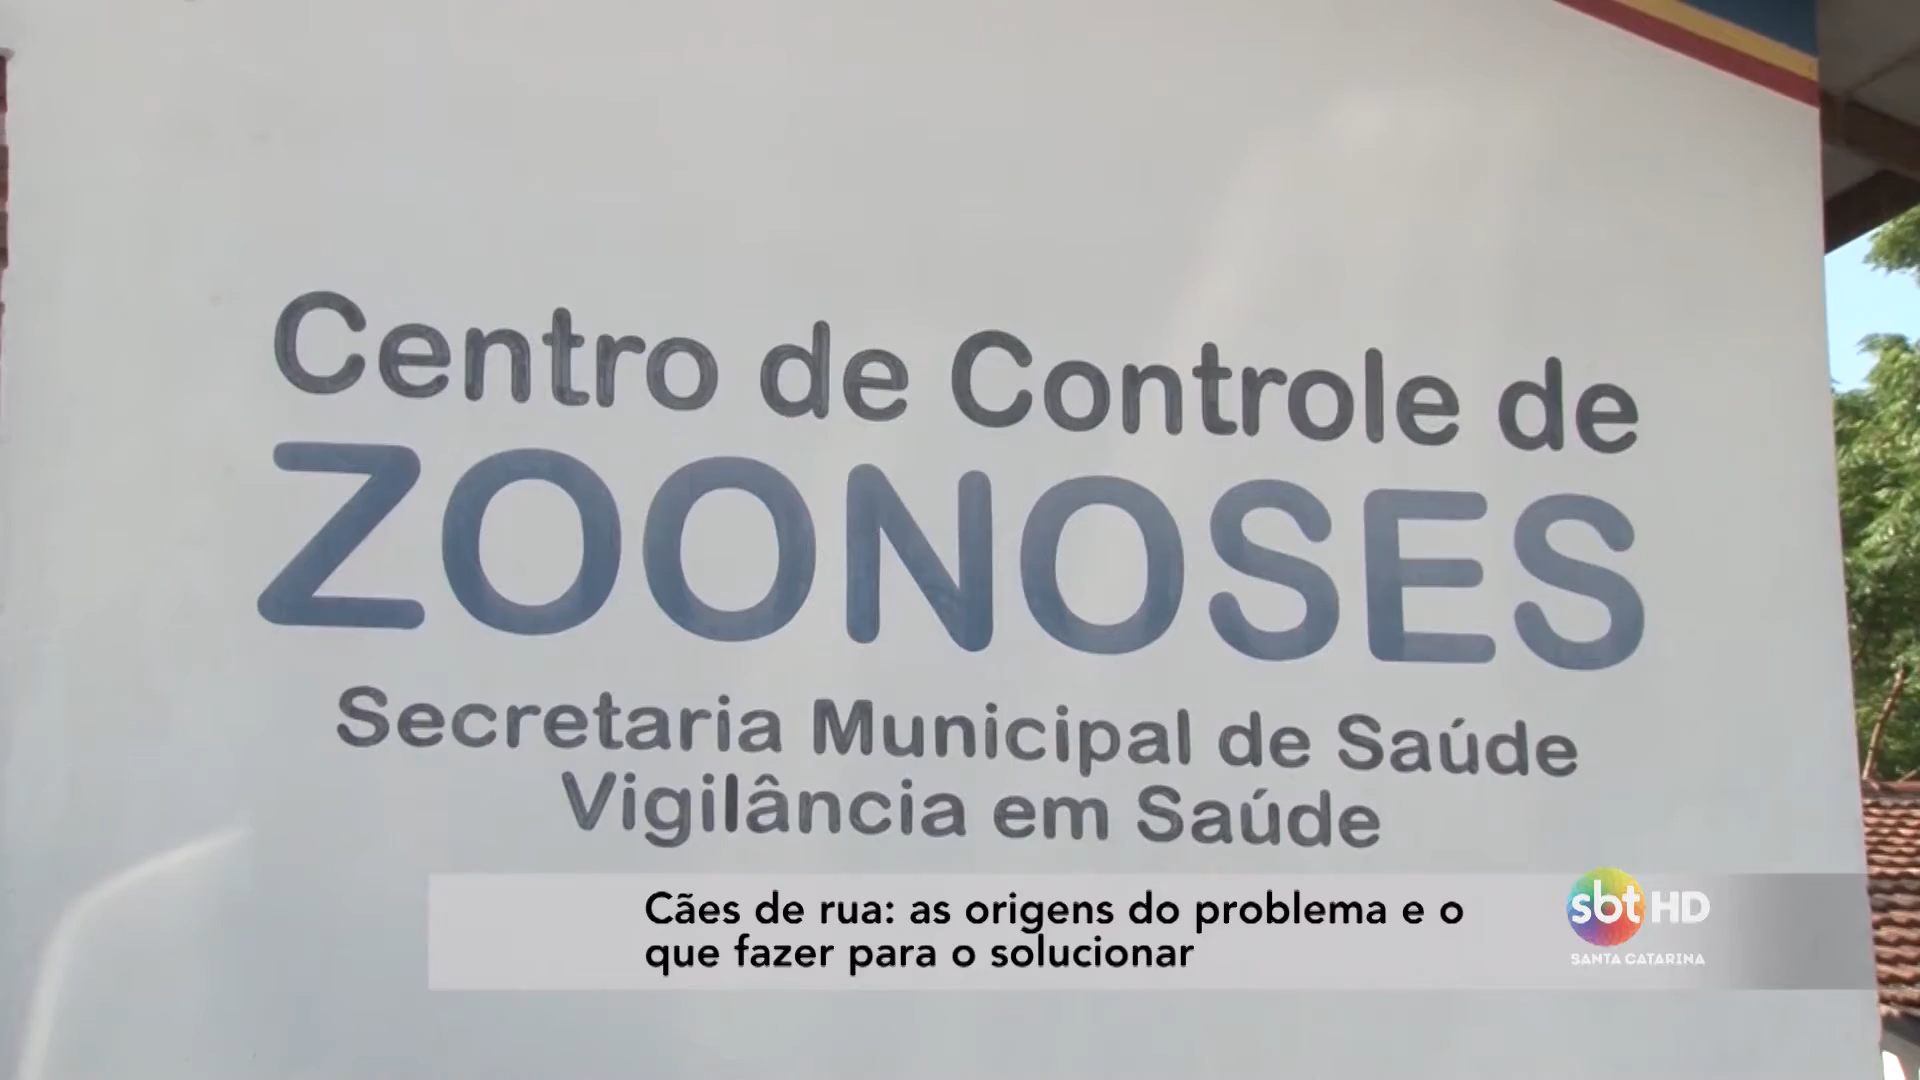 Centro de Controle de
ZOONOSES
Secretaria Municipal de Saúde
Vigilância em Saúde
Cães de rua: as origens do problema e o
que fazer para o solucionar
sbt HD
SANTA CATARINA